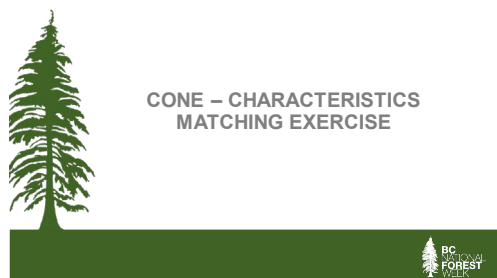 CONE – CHARACTERISTICS
MATCHING EXERCISE
BC
NATIONAL
FOREST
WEEK